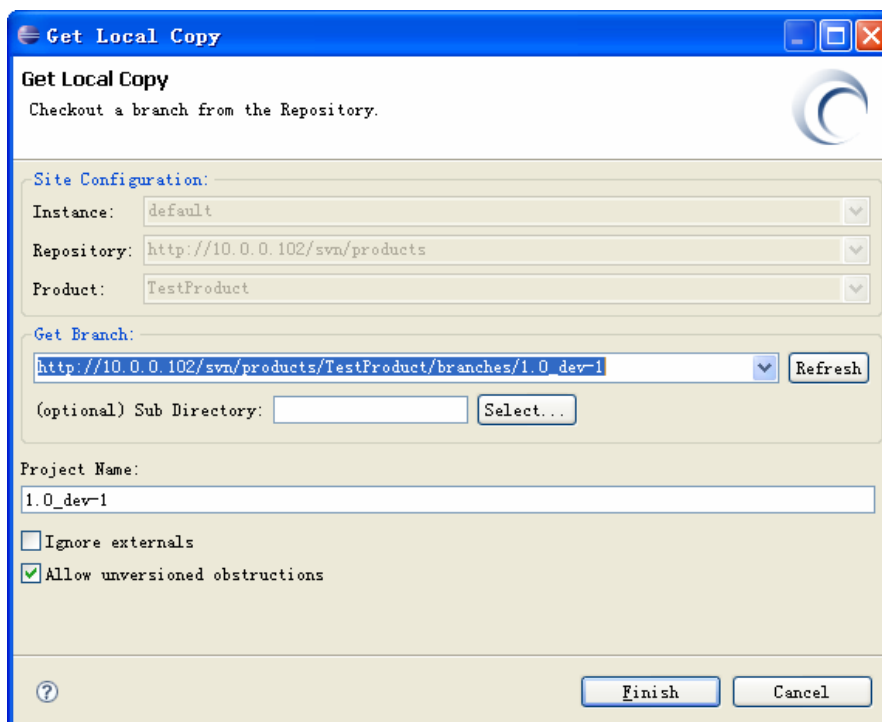 Get Local Copy
Get Local Copy
Checkout a branch from the Repository.
Site Configuration:
Instance: default
Repository: http://10.0.0.102/svn/products
Product: TestProduct
Get Branch:
http://10.0.0.102/svn/products/TestProduct/branches/1.0_dev-1 Refresh
(optional) Sub Directory: Select...
Project Name:
1.0_dev-1
Ignore externals
Allow unversioned obstructions
? Finish Cancel